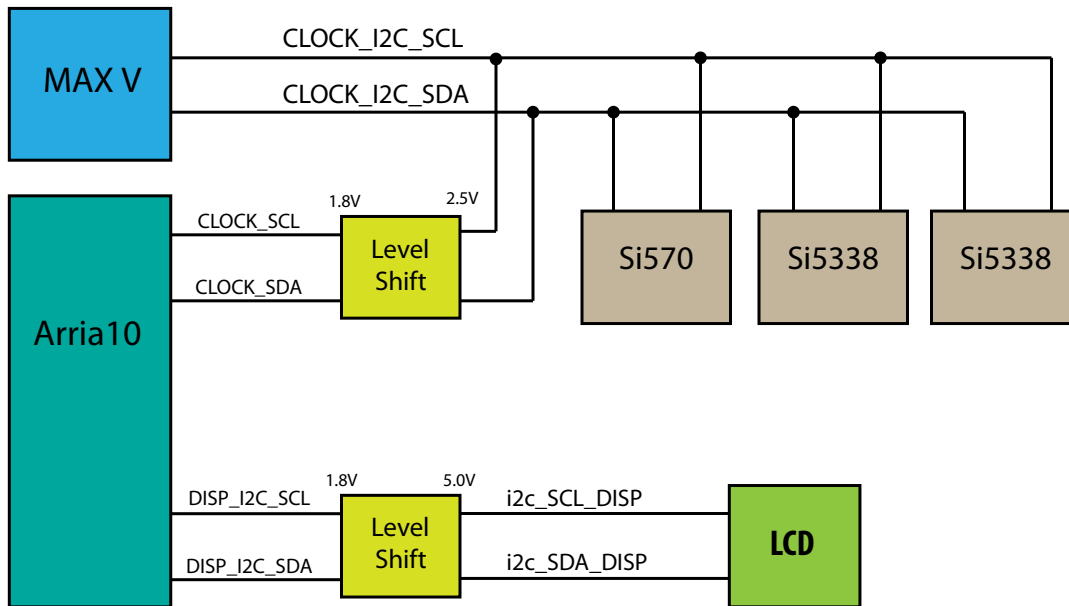 CLOCK_I2C_SCL
MAX V
CLOCK_I2C_SDA
1.8V
2.5V
CLOCK_SCL
Level
Shift
Si570
Si5338
Si5338
CLOCK_SDA
Arria10
1.8V
5.0V
DISP_I2C_SCL
i2c_SCL_DISP
Level
Shift
LCD
DISP_I2C_SDA
i2c_SDA_DISP